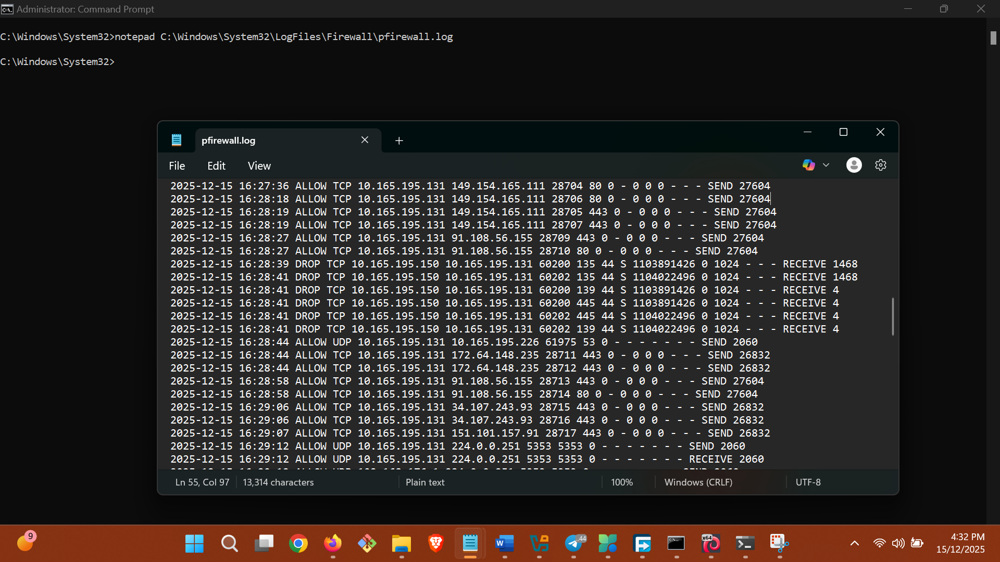 Administrator: Command Prompt
C:\Windows\System32>notepad C:\Windows\System32\LogFiles\Firewall\pfirewall.log
C:\Windows\System32>
pfirewall.log
File Edit View
2025-12-15 16:27:36 ALLOW TCP 10.165.195.131 149.154.165.111 28704 80 0 - 0 0 0 - - - SEND 27604
2025-12-15 16:28:18 ALLOW TCP 10.165.195.131 149.154.165.111 28706 80 0 - 0 0 0 - - - SEND 27604
2025-12-15 16:28:19 ALLOW TCP 10.165.195.131 149.154.165.111 28705 443 0 - 0 0 0 - - - SEND 27604
2025-12-15 16:28:19 ALLOW TCP 10.165.195.131 149.154.165.111 28707 443 0 - 0 0 0 - - - SEND 27604
2025-12-15 16:28:27 ALLOW TCP 10.165.195.131 91.108.56.155 28709 443 0 - 0 0 0 - - - SEND 27604
2025-12-15 16:28:27 ALLOW TCP 10.165.195.131 91.108.56.155 28710 80 0 - 0 0 0 - - - SEND 27604
2025-12-15 16:28:39 DROP TCP 10.165.195.150 10.165.195.131 60200 135 44 S 1103891426 0 1024 - - - RECEIVE 1468
2025-12-15 16:28:41 DROP TCP 10.165.195.150 10.165.195.131 60202 135 44 S 1104022496 0 1024 - - - RECEIVE 1468
2025-12-15 16:28:41 DROP TCP 10.165.195.150 10.165.195.131 60200 139 44 S 1103891426 0 1024 - - - RECEIVE 4
2025-12-15 16:28:41 DROP TCP 10.165.195.150 10.165.195.131 60200 445 44 S 1103891426 0 1024 - - - RECEIVE 4
2025-12-15 16:28:41 DROP TCP 10.165.195.150 10.165.195.131 60202 445 44 S 1104022496 0 1024 - - - RECEIVE 4
2025-12-15 16:28:41 DROP TCP 10.165.195.150 10.165.195.131 60202 139 44 S 1104022496 0 1024 - - - RECEIVE 4
2025-12-15 16:28:44 ALLOW UDP 10.165.195.131 10.165.195.226 61975 53 0 - - - - - - - SEND 2060
2025-12-15 16:28:44 ALLOW TCP 10.165.195.131 172.64.148.235 28711 443 0 - 0 0 0 - - - SEND 26832
2025-12-15 16:28:44 ALLOW TCP 10.165.195.131 172.64.148.235 28712 443 0 - 0 0 0 - - - SEND 26832
2025-12-15 16:28:58 ALLOW TCP 10.165.195.131 91.108.56.155 28713 443 0 - 0 0 0 - - - SEND 27604
2025-12-15 16:28:58 ALLOW TCP 10.165.195.131 91.108.56.155 28714 80 0 - 0 0 0 - - - SEND 27604
2025-12-15 16:29:06 ALLOW TCP 10.165.195.131 34.107.243.93 28715 443 0 - 0 0 0 - - - SEND 26832
2025-12-15 16:29:06 ALLOW TCP 10.165.195.131 34.107.243.93 28716 443 0 - 0 0 0 - - - SEND 26832
2025-12-15 16:29:07 ALLOW TCP 10.165.195.131 151.101.157.91 28717 443 0 - 0 0 0 - - - SEND 26832
2025-12-15 16:29:12 ALLOW UDP 10.165.195.131 224.0.0.251 5353 5353 0 - - - - - - - SEND 2060
2025-12-15 16:29:12 ALLOW UDP 10.165.195.131 224.0.0.251 5353 5353 0 - - - - - - - RECEIVE 2060
Ln 55, Col 97 13,314 characters Plain text 100% Windows (CRLF) UTF-8
9
W
..44
x64
4:32 PM
15/12/2025